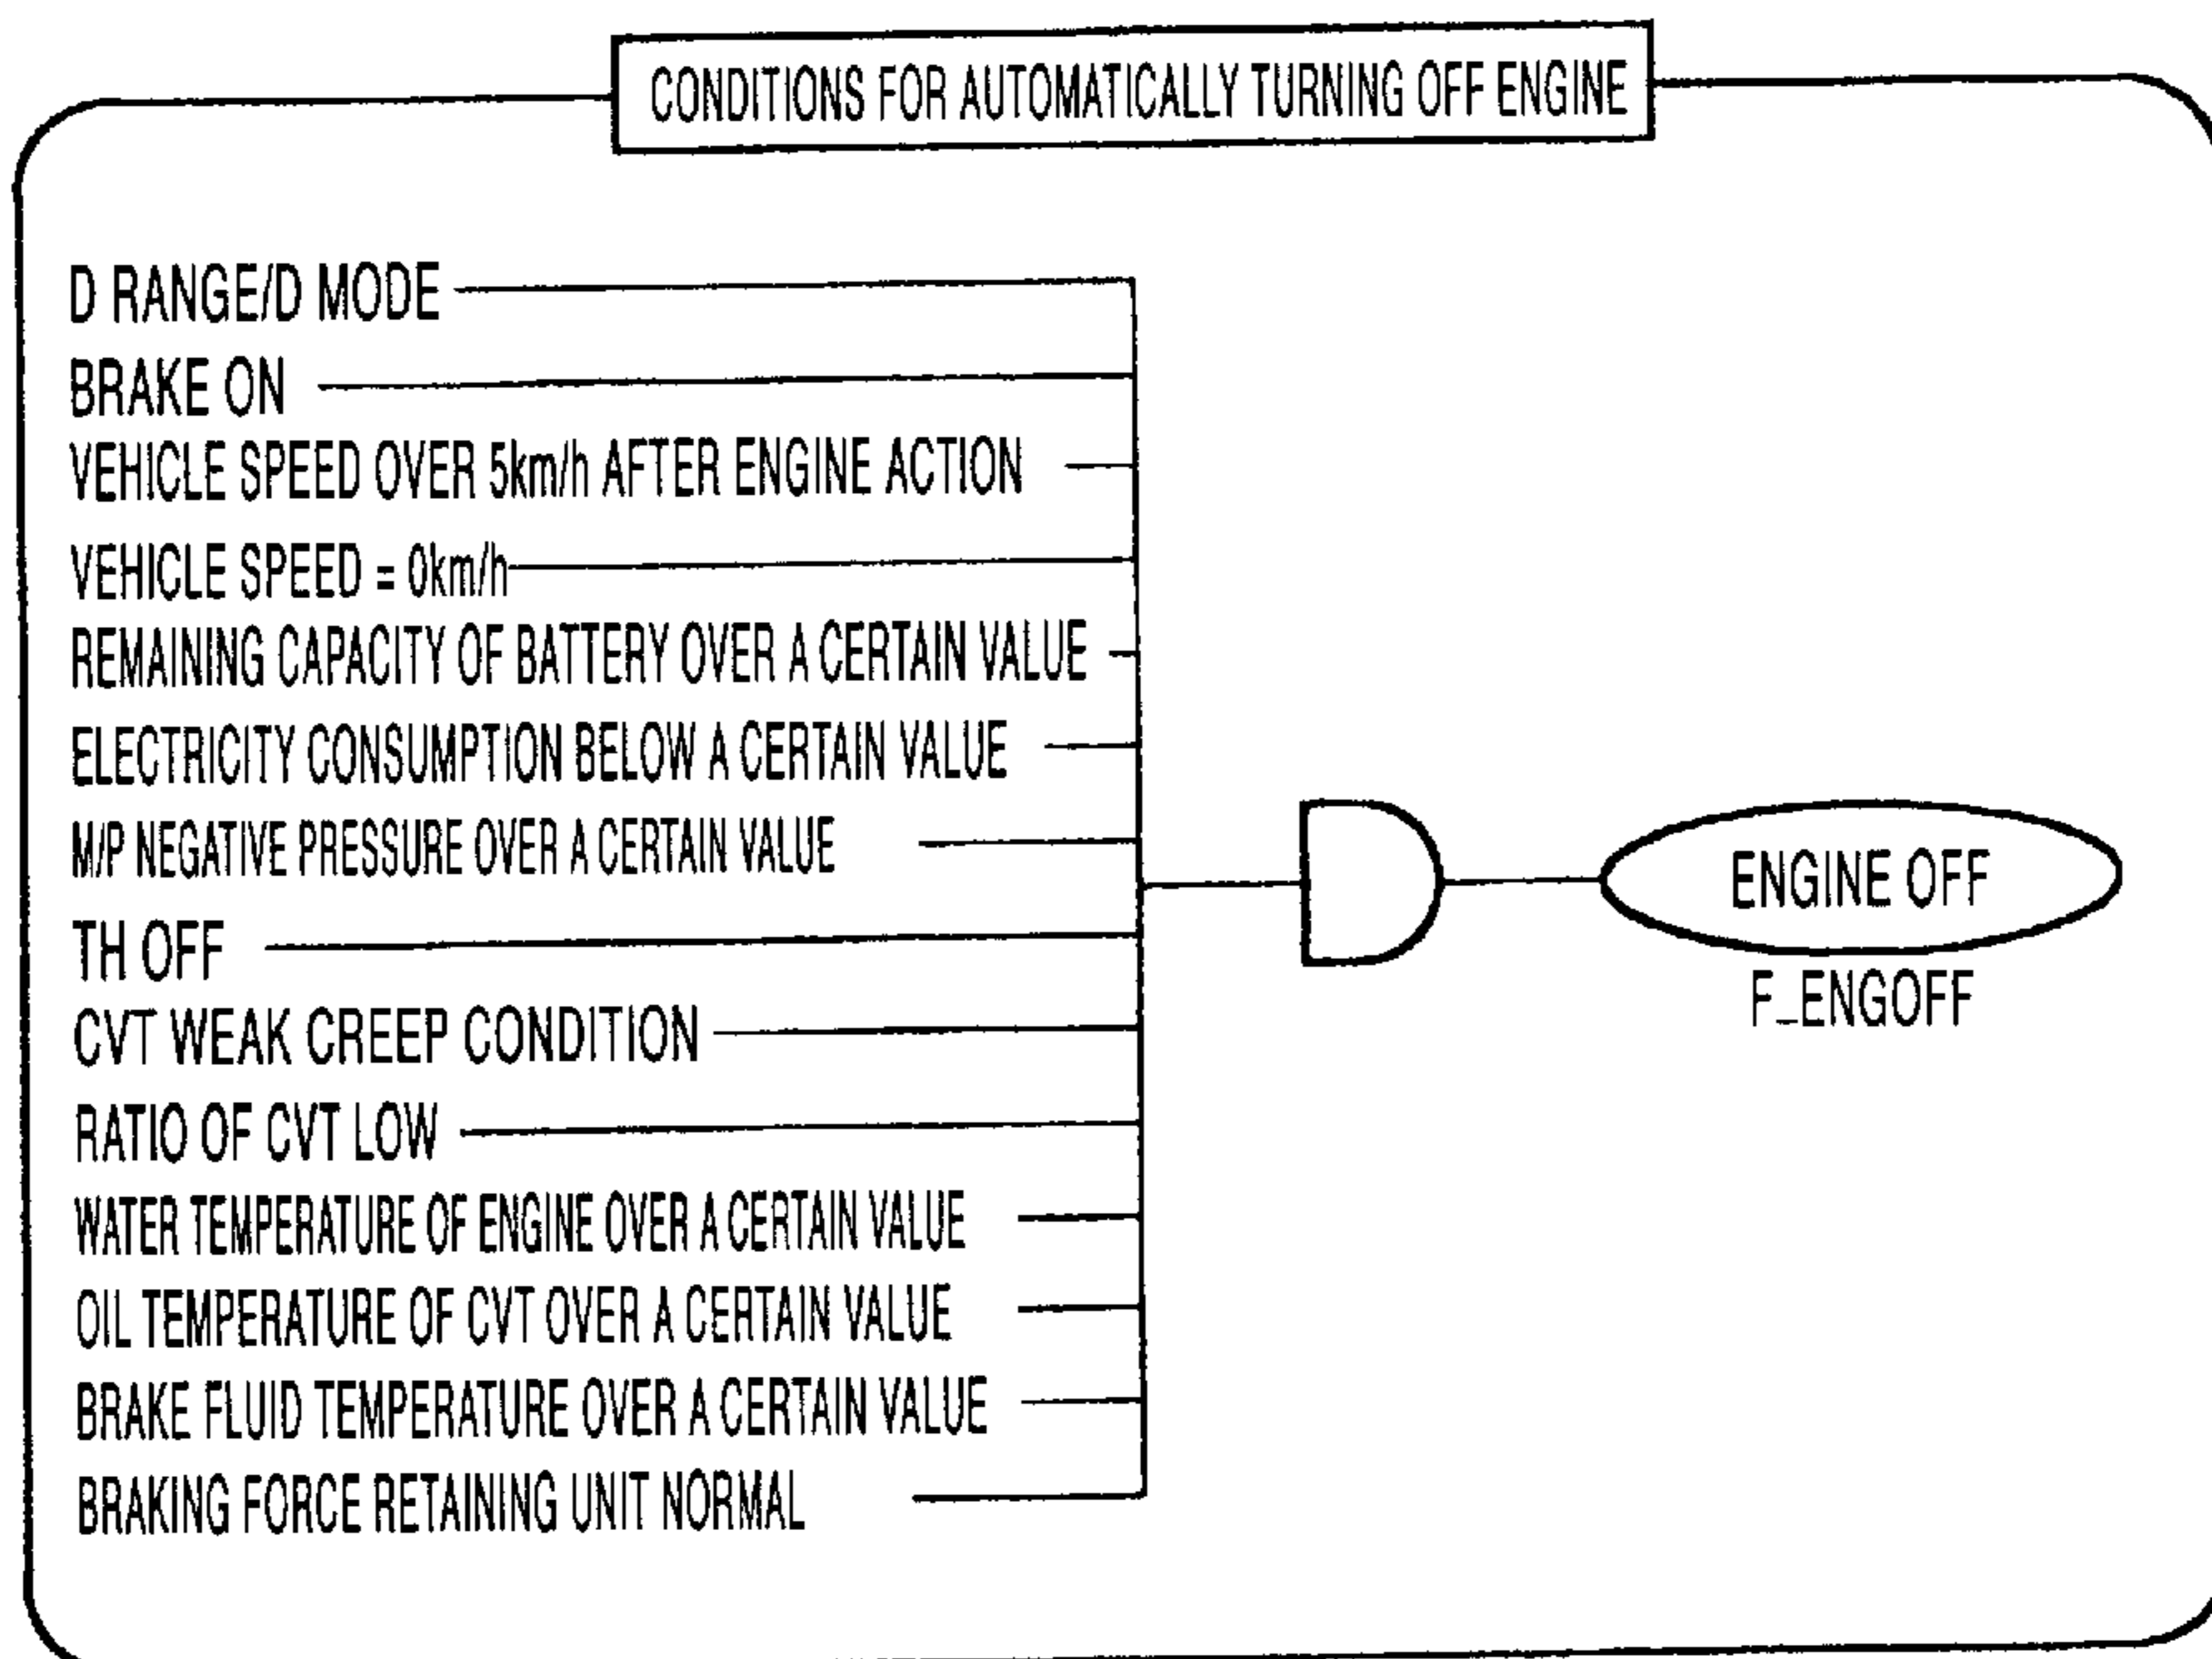 CONDITIONS FOR AUTOMATICALLY TURNING OFF ENGINE
D RANGE/D MODE
BRAKE ON
VEHICLE SPEED OVER 5km/h AFTER ENGINE ACTION
VEHICLE SPEED = 0km/h
REMAINING CAPACITY OF BATTERY OVER A CERTAIN VALUE
ELECTRICITY CONSUMPTION BELOW A CERTAIN VALUE
M/P NEGATIVE PRESSURE OVER A CERTAIN VALUE
TH OFF
CVT WEAK CREEP CONDITION
RATIO OF CVT LOW
WATER TEMPERATURE OF ENGINE OVER A CERTAIN VALUE
OIL TEMPERATURE OF CVT OVER A CERTAIN VALUE
BRAKE FLUID TEMPERATURE OVER A CERTAIN VALUE
BRAKING FORCE RETAINING UNIT NORMAL
ENGINE OFF
F_ENGOFF